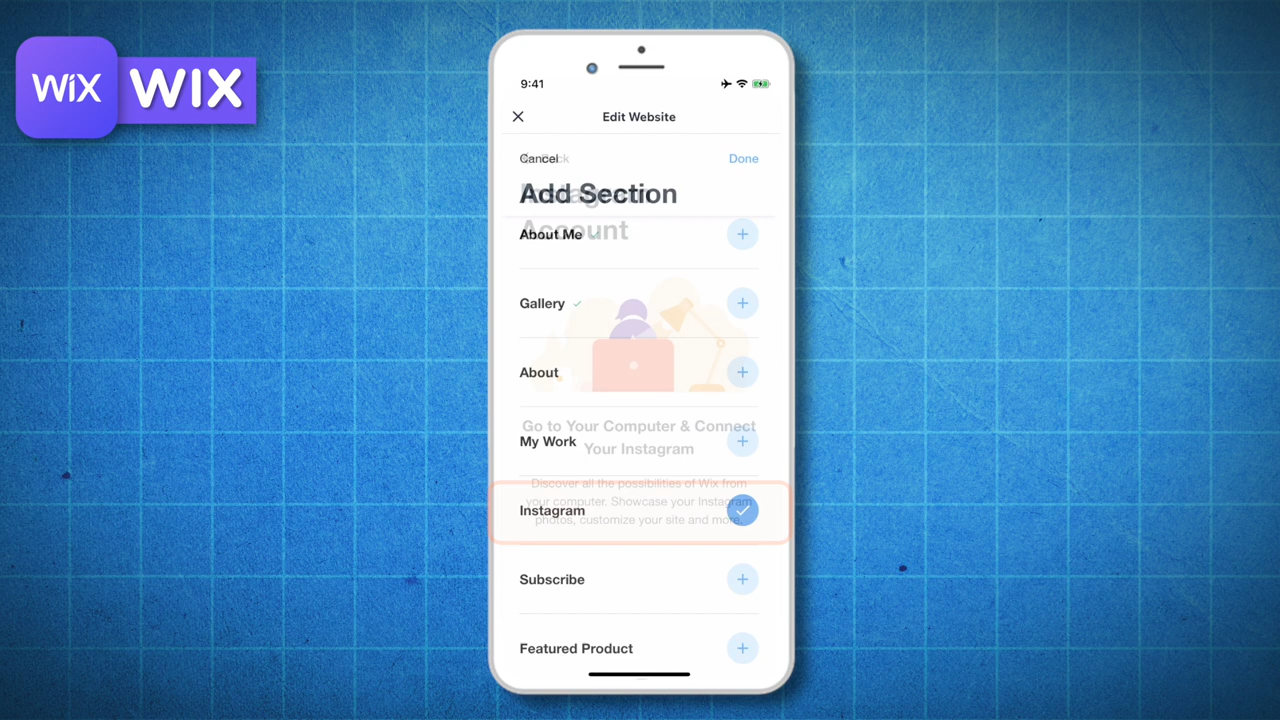 WiX WIX
9:41
Edit Website
Cancel
Back
Done
Add Section
Instagram
Account
About Me
Gallery
About
Go to Your Computer & Connect
Your Instagram
My Work
Discover all the possibilities of Wix from
your computer. Showcase your Instagram
photos, customize your site and more.
Instagram
Subscribe
Featured Product